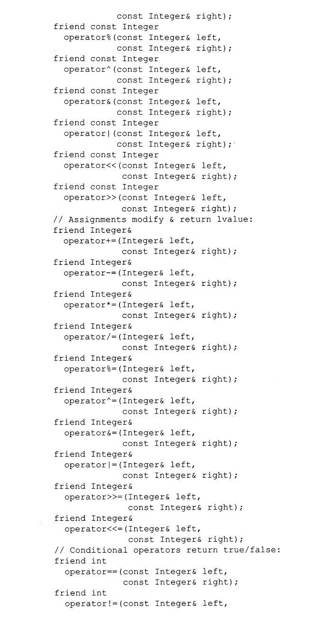 const Integer& right);
friend const Integer
operator%(const Integer& left,
const Integer& right);
friend const Integer
operator^(const Integer& left,
const Integer& right);
friend const Integer
operator&(const Integer& left,
const Integer& right);
friend const Integer
operator|(const Integer& left,
const Integer& right);
friend const Integer
operator<<(const Integer& left,
const Integer& right);
friend const Integer
operator>>(const Integer& left,
const Integer& right);
// Assignments modify & return lvalue:
friend Integer&
operator+=(Integer& left,
const Integer& right);
friend Integer&
operator-=(Integer& left,
const Integer& right);
friend Integer&
operator*=(Integer& left,
const Integer& right);
friend Integer&
operator/=(Integer& left,
const Integer& right);
friend Integer&
operator%=(Integer& left,
const Integer& right);
friend Integer&
operator^=(Integer& left,
const Integer& right);
friend Integer&
operator&=(Integer& left,
const Integer& right);
friend Integer&
operator|=(Integer& left,
const Integer& right);
friend Integer&
operator>>=(Integer& left,
const Integer& right);
friend Integer&
operator<<=(Integer& left,
const Integer& right);
// Conditional operators return true/false:
friend int
operator==(const Integer& left,
const Integer& right);
friend int
operator!=(const Integer& left,